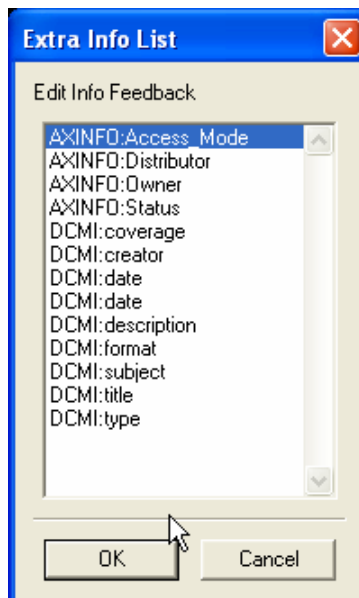 Extra Info List
Edit Info Feedback
AXINFO:Access_Mode
AXINFO:Distributor
AXINFO:Owner
AXINFO:Status
DCMI:coverage
DCMI:creator
DCMI:date
DCMI:date
DCMI:description
DCMI:format
DCMI:subject
DCMI:title
DCMI:type
OK
Cancel